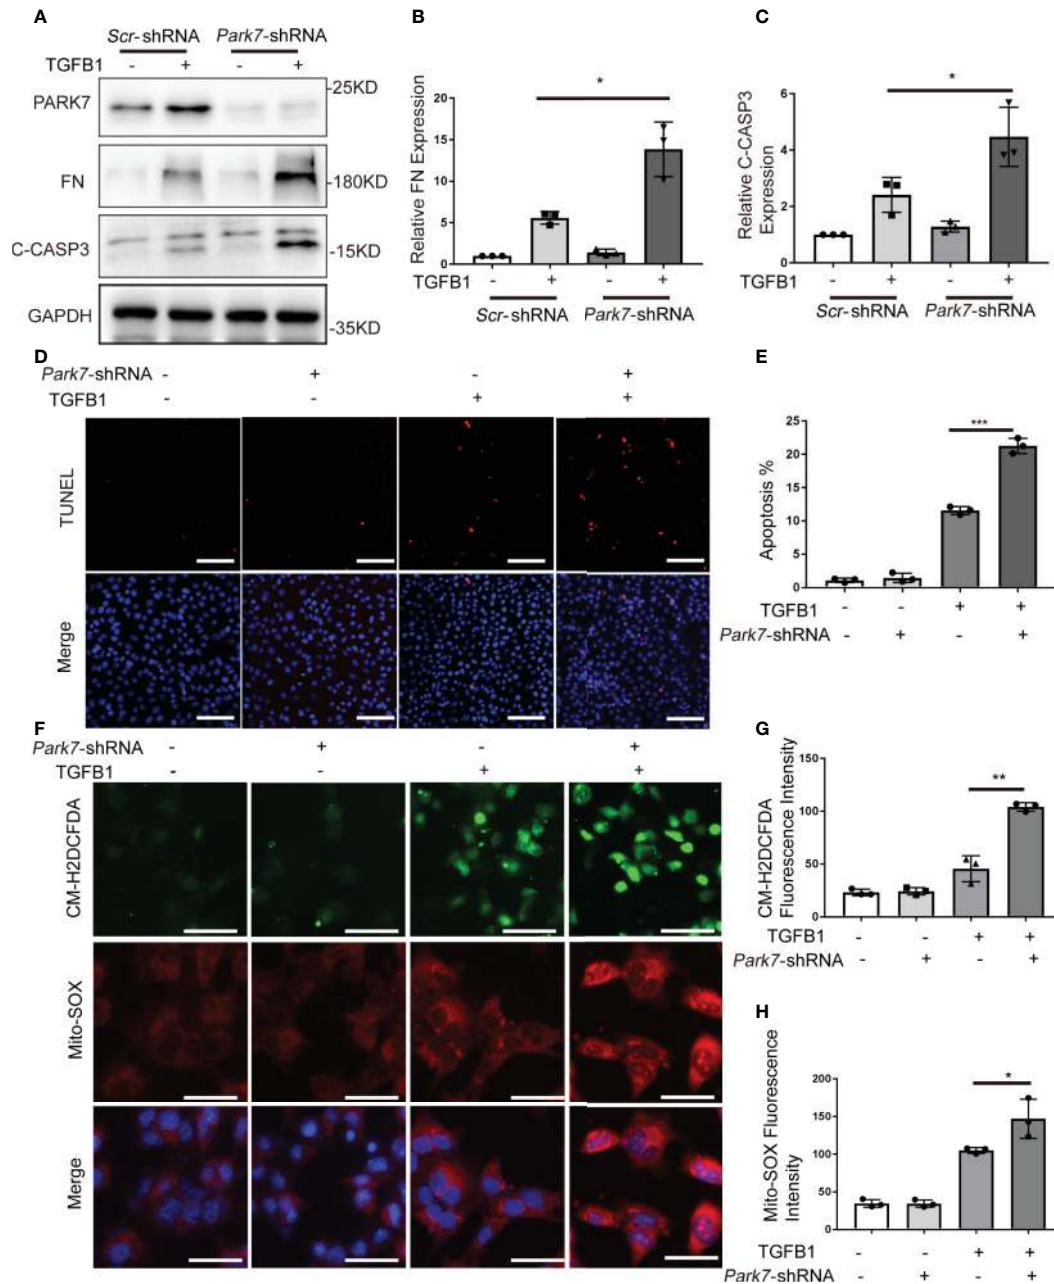 A
Scr-shRNA Park7-shRNA
TGFB1 - + - +
PARK7 -25KD
FN -180KD
C-CASP3 -15KD
GAPDH -35KD
B
*
Relative FN Expression
20
15
10
5
0
TGFB1 - + - +
Scr-shRNA Park7-shRNA
C
*
Relative C-CASP3
Expression
6
4
2
0
TGFB1 - + - +
Scr-shRNA Park7-shRNA
D
Park7-shRNA - + - +
TGFB1 - - + +
TUNEL
Merge
E
***
Apoptosis %
25
20
15
10
5
0
TGFB1 - - + +
Park7-shRNA - + - +
F
Park7-shRNA - + - +
TGFB1 - - + +
CM-H2DCFDA
Mito-SOX
Merge
G
**
CM-H2DCFDA
Fluorescence Intensity
150
100
50
0
TGFB1 - - + +
Park7-shRNA - + - +
H
*
Mito-SOX Fluorescence
Intensity
200
150
100
50
0
TGFB1 - - + +
Park7-shRNA - + - +